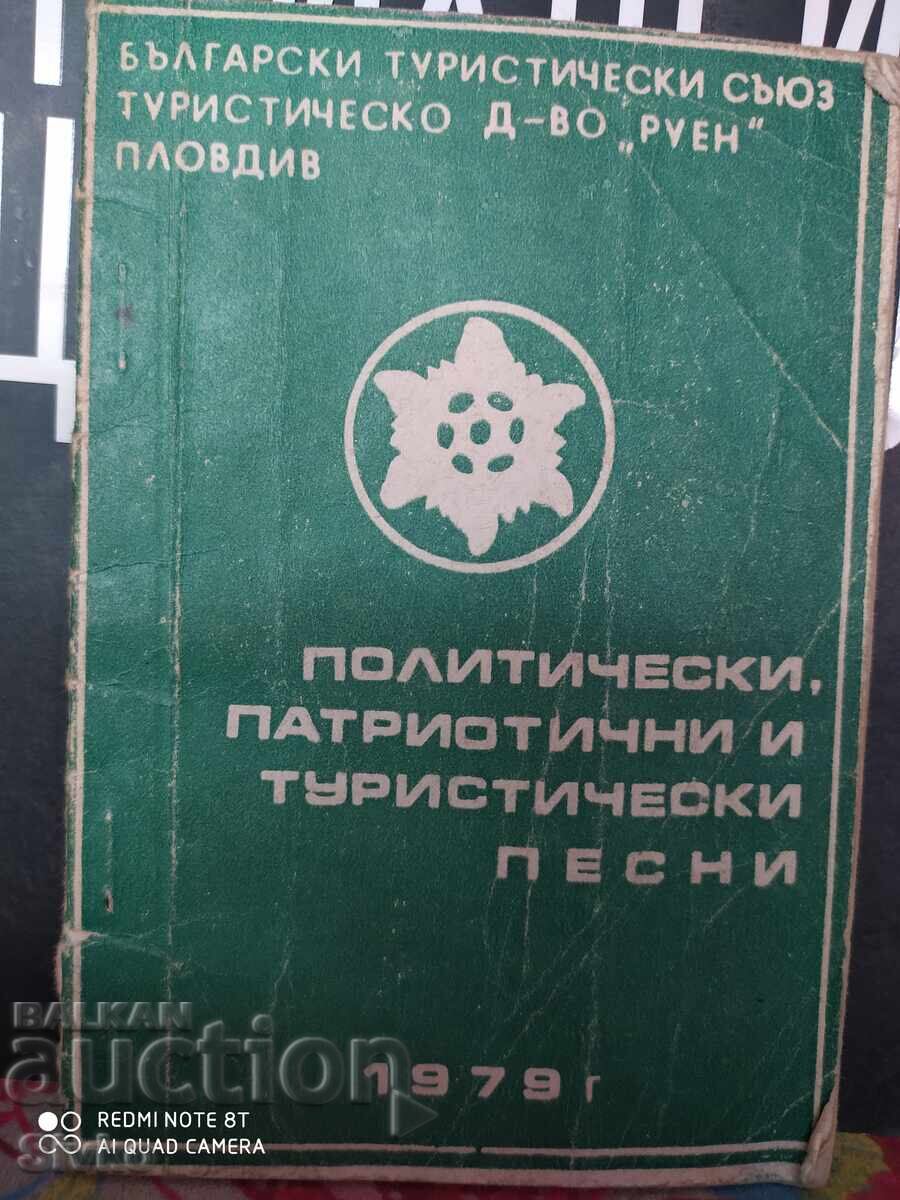 БЪЛГАРСКИ ТУРИСТИЧЕСКИ СЪЮЗ
ТУРИСТИЧЕСКО Д-ВО „РУЕН"
ПЛОВДИВ
ПОЛИТИЧЕСКИ,
ПАТРИОТИЧНИ И
ТУРИСТИЧЕСКИ
ПЕСНИ
1979 г
BALKAN
auction
REDMI NOTE 8T
AI QUAD CAMERA